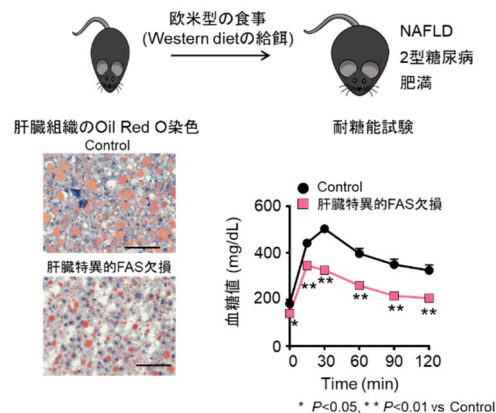 欧米型の食事
(Western dietの給餌)
NAFLD
2型糖尿病
肥満
肝臓組織のOil Red O染色
Control
肝臓特異的FAS欠損
耐糖能試験
Control
肝臓特異的FAS欠損
血糖値 (mg/dL)
600
400
200
0
*
**
**
**
**
**
0 30 60 90 120
Time (min)
* P<0.05, ** P<0.01 vs Control